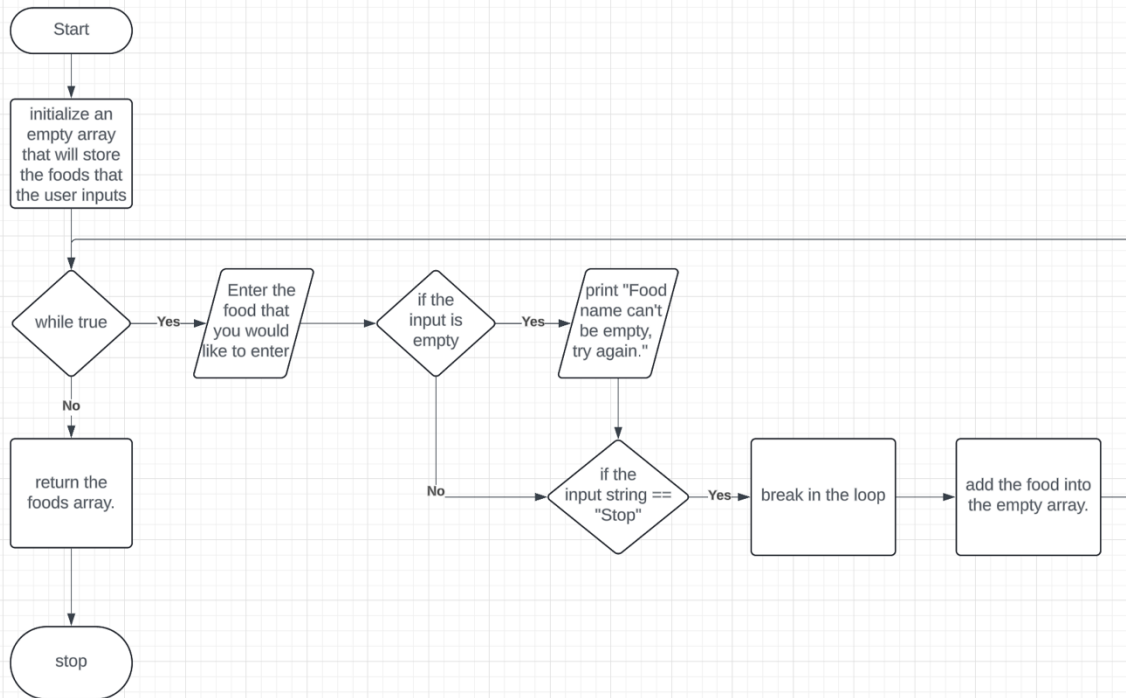 Start
initialize an
empty array
that will store
the foods that
the user inputs
while true
Yes
Enter the
food that
you would
like to enter
if the
input is
empty
Yes
print "Food
name can't
be empty,
try again."
No
return the
foods array.
No
if the
input string ==
"Stop"
Yes
break in the loop
add the food into
the empty array.
stop